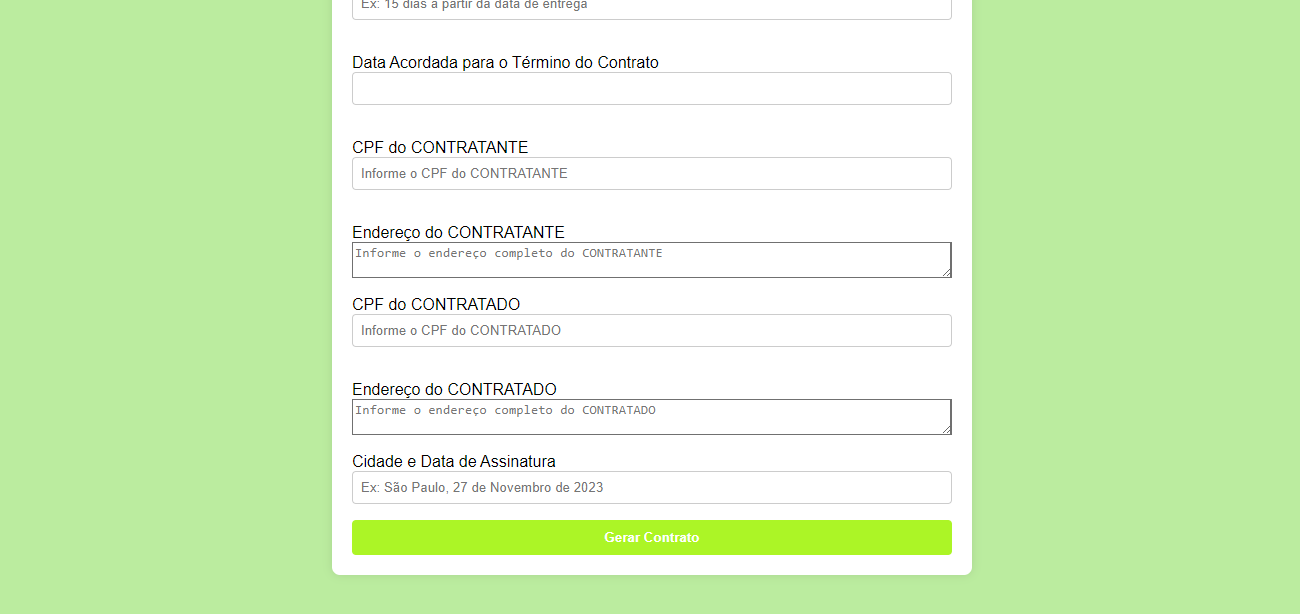 Ex: 15 dias a partir da data de entrega
Data Acordada para o Término do Contrato
CPF do CONTRATANTE
Informe o CPF do CONTRATANTE
Endereço do CONTRATANTE
Informe o endereço completo do CONTRATANTE
CPF do CONTRATADO
Informe o CPF do CONTRATADO
Endereço do CONTRATADO
Informe o endereço completo do CONTRATADO
Cidade e Data de Assinatura
Ex: São Paulo, 27 de Novembro de 2023
Gerar Contrato